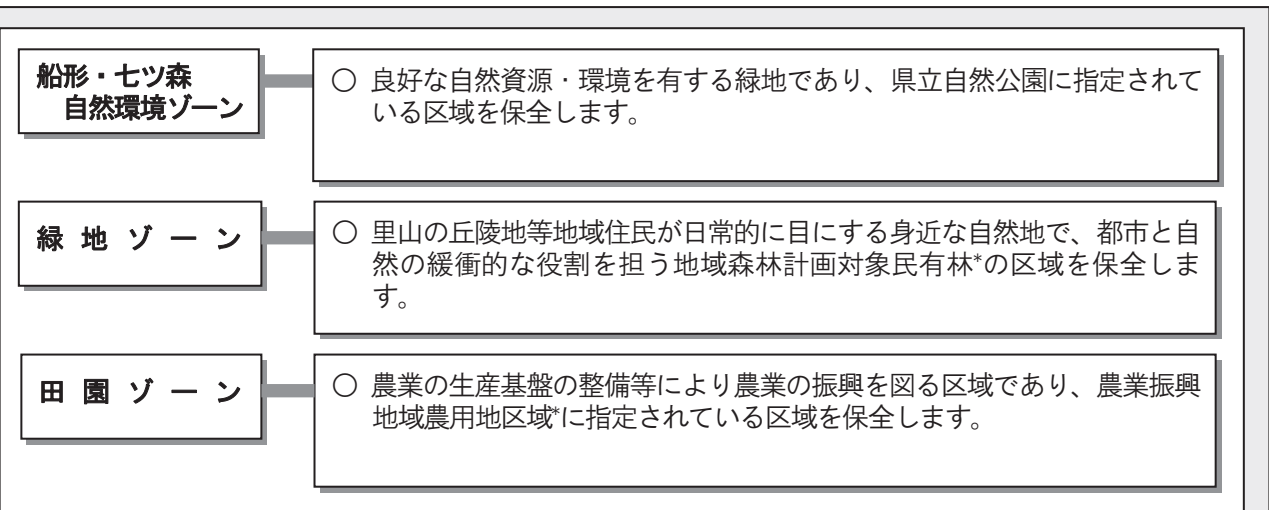 船形・七ツ森
自然環境ゾーン
○ 良好な自然資源・環境を有する緑地であり、県立自然公園に指定されて
いる区域を保全します。
緑地ゾーン
○ 里山の丘陵地等地域住民が日常的に目にする身近な自然地で、都市と自
然の緩衝的な役割を担う地域森林計画対象民有林*の区域を保全しま
す。
田園ゾーン
○ 農業の生産基盤の整備等により農業の振興を図る区域であり、農業振興
地域農用地区域*に指定されている区域を保全します。